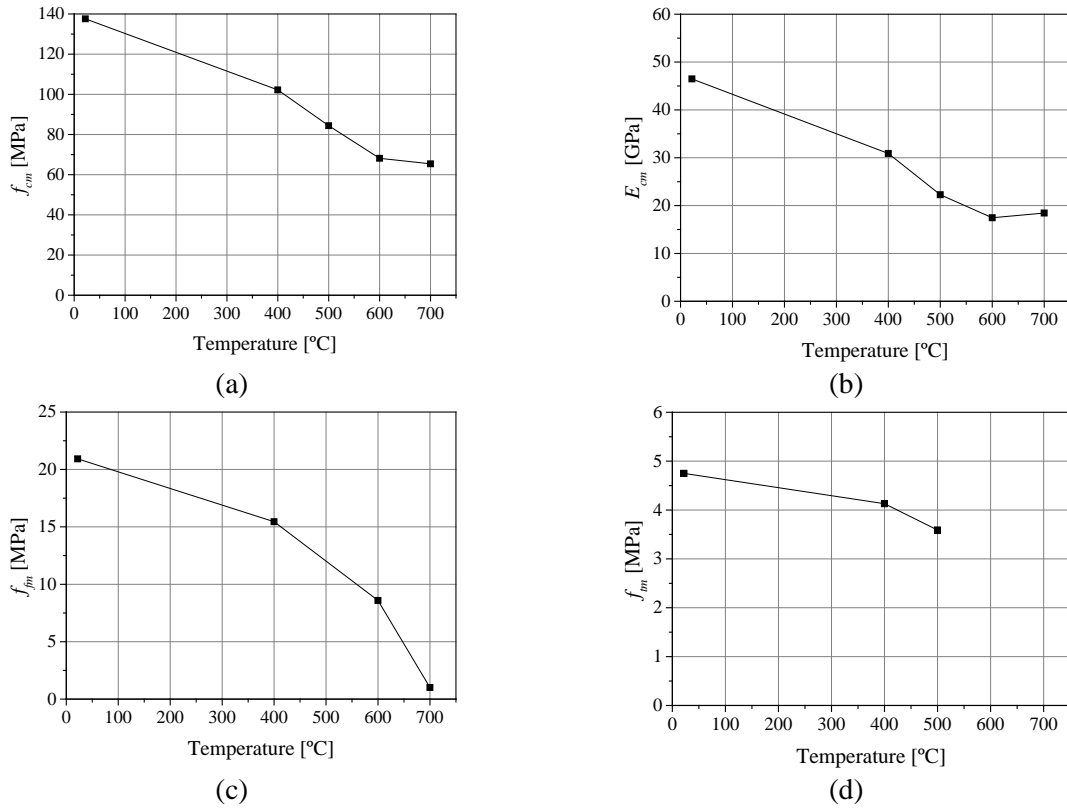 140
120
100
80
60
40
20
0
f_cm [MPa]
0 100 200 300 400 500 600 700
Temperature [ºC]
(a)
60
50
40
30
20
10
0
E_cm [GPa]
0 100 200 300 400 500 600 700
Temperature [ºC]
(b)
25
20
15
10
5
0
f_fm [MPa]
0 100 200 300 400 500 600 700
Temperature [ºC]
(c)
6
5
4
3
2
1
0
f_tm [MPa]
0 100 200 300 400 500 600 700
Temperature [ºC]
(d)